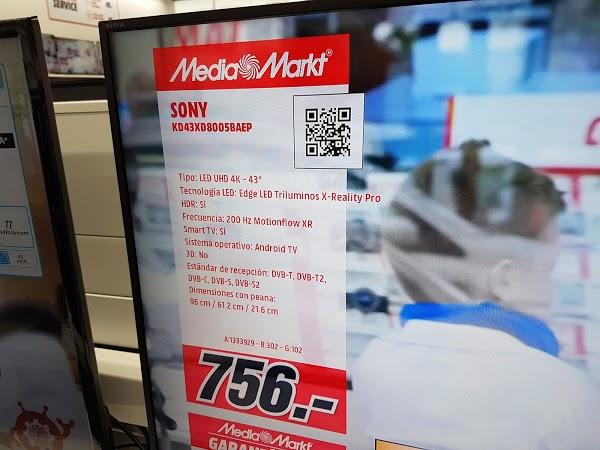 SERVICE
MediaMarkt®
SONY
KD43XD8005BAEP
Tipo: LED UHD 4K - 43"
Tecnología LED: Edge LED Triluminos X-Reality Pro
HDR: Sí
Frecuencia: 200 Hz Motionflow XR
Smart TV: Sí
Sistema operativo: Android TV
3D: No
Estándar de recepción: DVB-T, DVB-T2,
DVB-C, DVB-S, DVB-S2
Dimensiones con peana:
96 cm / 61.2 cm / 21.6 cm
A:1333929 - B:302 - G:102
756.-
MediaMarkt
77